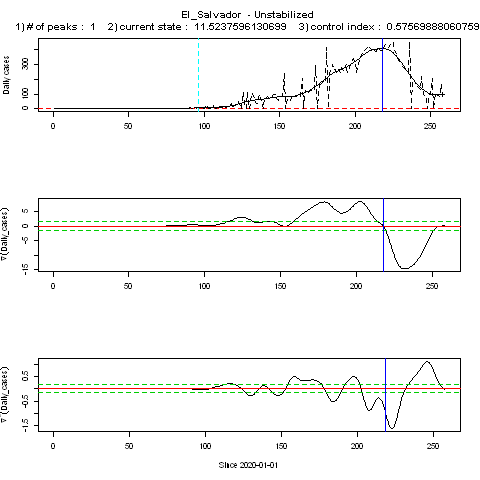 El_Salvador - Unstabilized
1) # of peaks : 1 2) current state : 11.5237596130699 3) control index : 0.57569888060759
Daily cases
0 100 300
0 50 100 150 200 250
∇(Daily_cases)
-15 -5 5
0 50 100 150 200 250
∇²(Daily_cases)
-1.5 -0.5 0.5
0 50 100 150 200 250
Since 2020-01-01